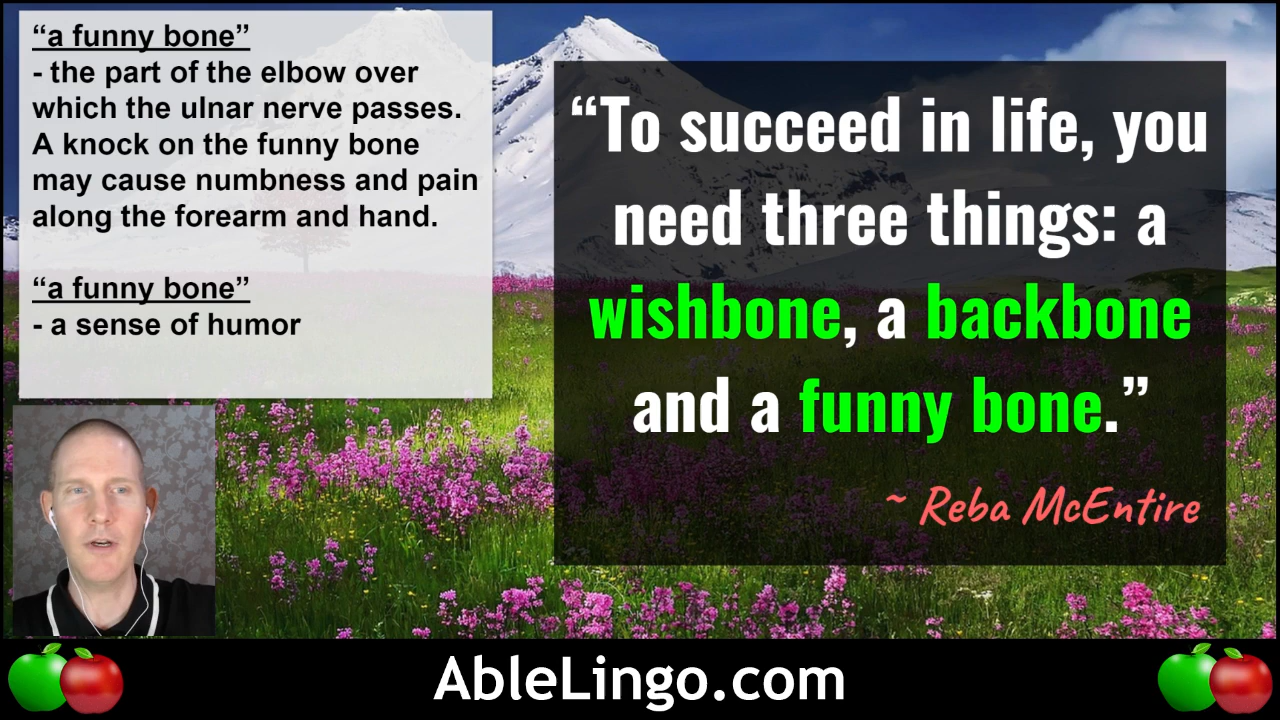 “a funny bone”
- the part of the elbow over
which the ulnar nerve passes.
A knock on the funny bone
may cause numbness and pain
along the forearm and hand.
“a funny bone”
- a sense of humor
“To succeed in life, you
need three things: a
wishbone, a backbone
and a funny bone.”
~ Reba McEntire
AbleLingo.com